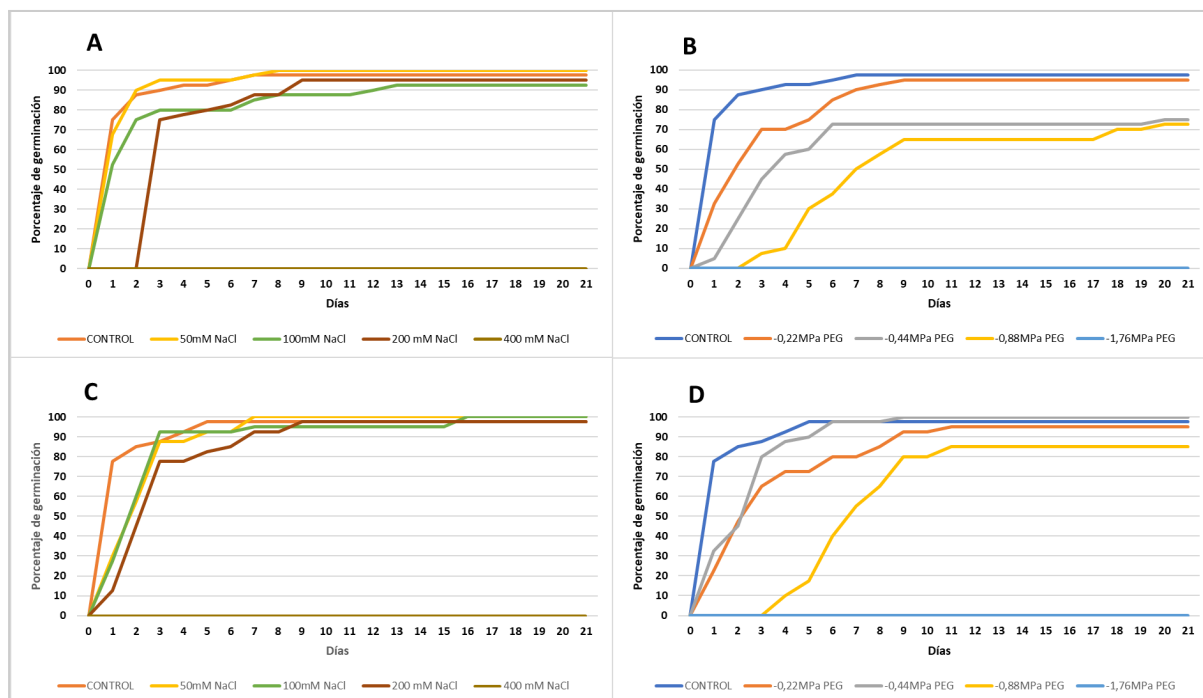 A
Porcentaje de germinación
100
90
80
70
60
50
40
30
20
10
0
0 1 2 3 4 5 6 7 8 9 10 11 12 13 14 15 16 17 18 19 20 21
Días
CONTROL 50mM NaCl 100mM NaCl 200 mM NaCl 400 mM NaCl
B
Porcentaje de germinación
100
90
80
70
60
50
40
30
20
10
0
0 1 2 3 4 5 6 7 8 9 10 11 12 13 14 15 16 17 18 19 20 21
Días
CONTROL -0,22MPa PEG -0,44MPa PEG -0,88MPa PEG -1,76MPa PEG
C
Porcentaje de germinación
100
90
80
70
60
50
40
30
20
10
0
0 1 2 3 4 5 6 7 8 9 10 11 12 13 14 15 16 17 18 19 20 21
Días
CONTROL 50mM NaCl 100mM NaCl 200 mM NaCl 400 mM NaCl
D
Porcentaje de germinación
100
90
80
70
60
50
40
30
20
10
0
0 1 2 3 4 5 6 7 8 9 10 11 12 13 14 15 16 17 18 19 20 21
Días
CONTROL -0,22MPa PEG -0,44MPa PEG -0,88MPa PEG -1,76MPa PEG